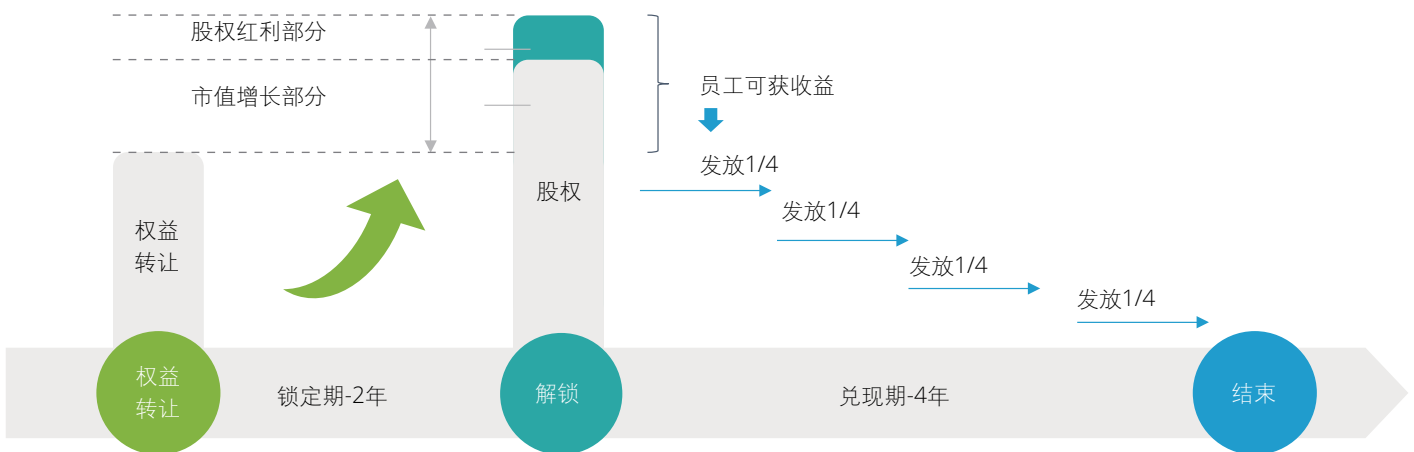 股权红利部分
市值增长部分
员工可获收益
发放1/4
股权
发放1/4
权益
转让
发放1/4
发放1/4
权益
转让
锁定期-2年
解锁
兑现期-4年
结束